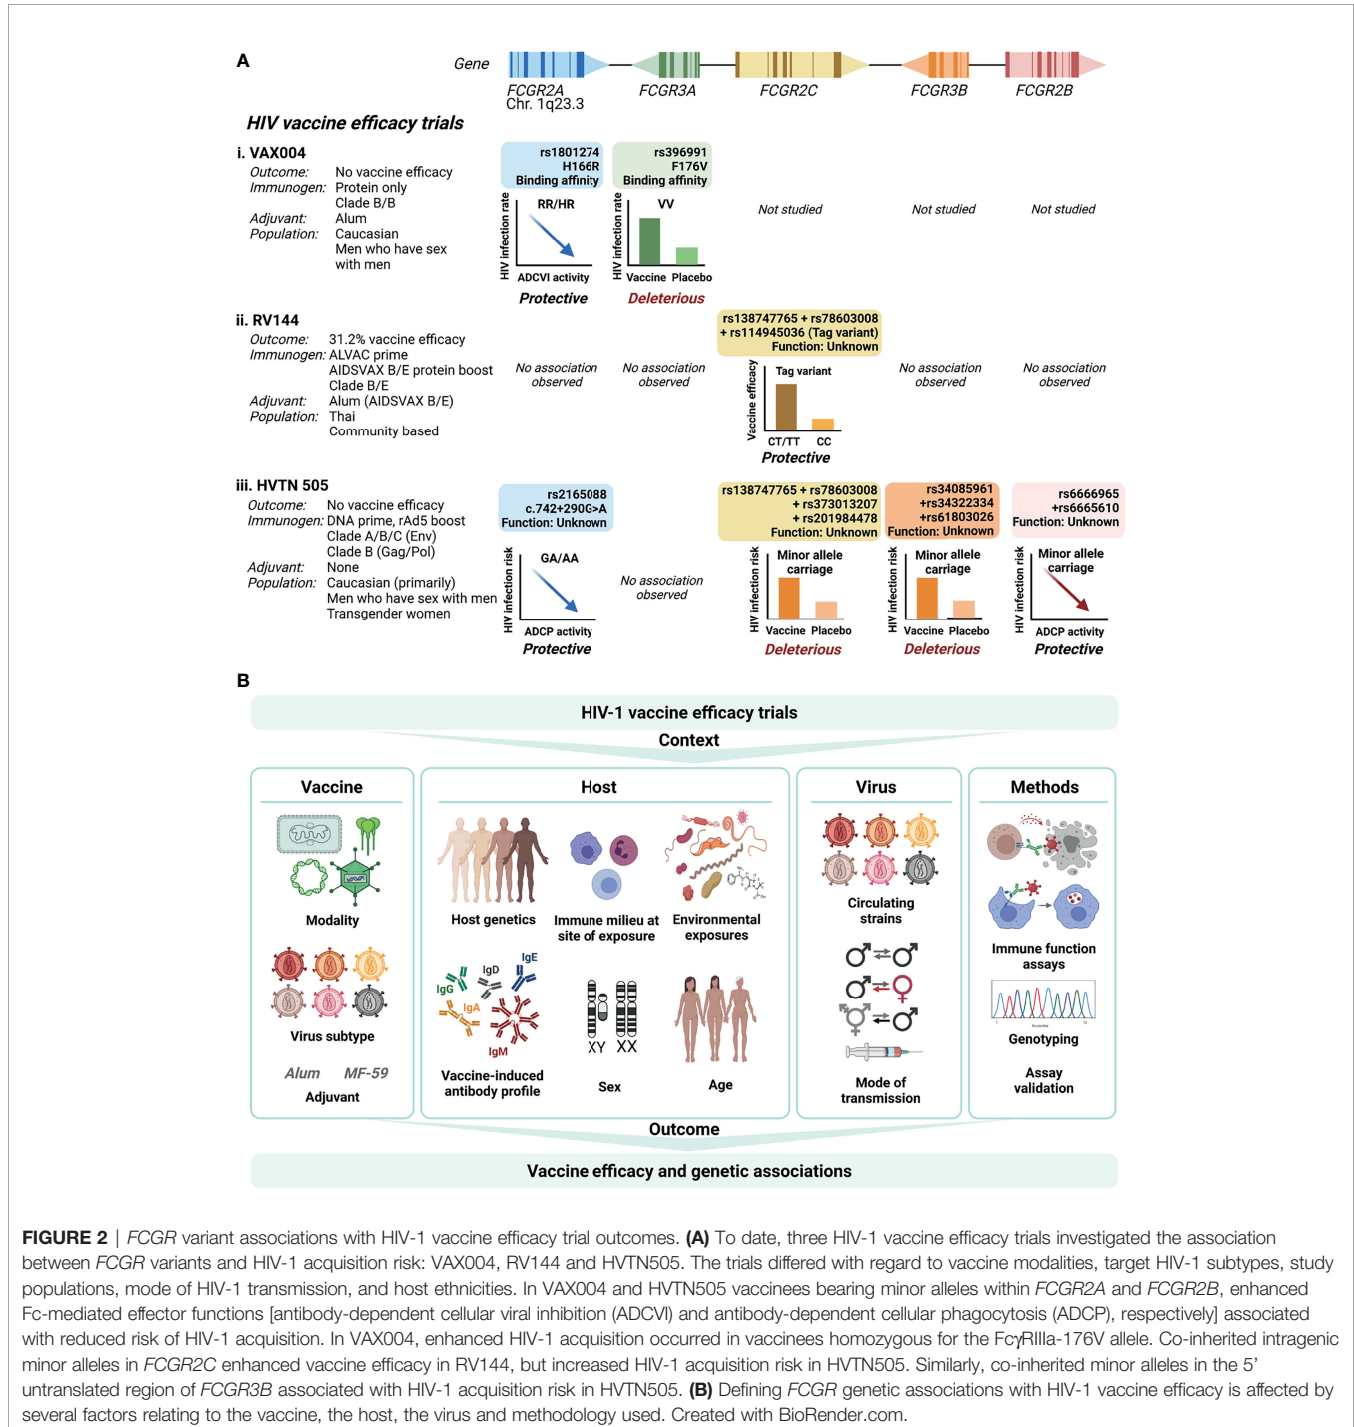 A
Gene
FCGR2A
Chr. 1q23.3
FCGR3A
FCGR2C
FCGR3B
FCGR2B
HIV vaccine efficacy trials
i. VAX004
Outcome: No vaccine efficacy
Immunogen: Protein only
Clade B/B
Adjuvant: Alum
Population: Caucasian
Men who have sex
with men
rs1801274
H166R
Binding affinity
HIV infection rate
RR/HR
ADCVI activity
Protective
rs396991
F176V
Binding affinity
HIV infection rate
VV
Vaccine Placebo
Deleterious
Not studied
Not studied
Not studied
ii. RV144
Outcome: 31.2% vaccine efficacy
Immunogen: ALVAC prime
AIDSVAX B/E protein boost
Clade B/E
Adjuvant: Alum (AIDSVAX B/E)
Population: Thai
Community based
No association
observed
No association
observed
rs138747765 + rs78603008
+ rs114945036 (Tag variant)
Function: Unknown
Vaccine efficacy
Tag variant
CT/TT CC
Protective
No association
observed
No association
observed
iii. HVTN 505
Outcome: No vaccine efficacy
Immunogen: DNA prime, rAd5 boost
Clade A/B/C (Env)
Clade B (Gag/Pol)
Adjuvant: None
Population: Caucasian (primarily)
Men who have sex with men
Transgender women
rs2165088
c.742+290G>A
Function: Unknown
HIV infection risk
GA/AA
ADCP activity
Protective
No association
observed
rs138747765 + rs78603008
+ rs373013207
+ rs201984478
Function: Unknown
HIV infection risk
Minor allele
carriage
Vaccine Placebo
Deleterious
rs34085961
+rs34322334
+rs61803026
Function: Unknown
HIV infection risk
Minor allele
carriage
Vaccine Placebo
Deleterious
rs6666965
+rs6665610
Function: Unknown
HIV infection risk
Minor allele
carriage
ADCP activity
Protective
B
HIV-1 vaccine efficacy trials
Context
Vaccine
Modality
Virus subtype
Alum MF-59
Adjuvant
Host
Host genetics
Immune milieu at
site of exposure
Environmental
exposures
IgG
IgD
IgE
IgA
IgM
Vaccine-induced
antibody profile
XY XX
Sex
Age
Virus
Circulating
strains
Mode of
transmission
Methods
Immune function
assays
Genotyping
Assay
validation
Outcome
Vaccine efficacy and genetic associations
FIGURE 2 | FCGR variant associations with HIV-1 vaccine efficacy trial outcomes. (A) To date, three HIV-1 vaccine efficacy trials investigated the association
between FCGR variants and HIV-1 acquisition risk: VAX004, RV144 and HVTN505. The trials differed with regard to vaccine modalities, target HIV-1 subtypes, study
populations, mode of HIV-1 transmission, and host ethnicities. In VAX004 and HVTN505 vaccinees bearing minor alleles within FCGR2A and FCGR2B, enhanced
Fc-mediated effector functions [antibody-dependent cellular viral inhibition (ADCVI) and antibody-dependent cellular phagocytosis (ADCP), respectively] associated
with reduced risk of HIV-1 acquisition. In VAX004, enhanced HIV-1 acquisition occurred in vaccinees homozygous for the FcγRIIIa-176V allele. Co-inherited intragenic
minor alleles in FCGR2C enhanced vaccine efficacy in RV144, but increased HIV-1 acquisition risk in HVTN505. Similarly, co-inherited minor alleles in the 5’
untranslated region of FCGR3B associated with HIV-1 acquisition risk in HVTN505. (B) Defining FCGR genetic associations with HIV-1 vaccine efficacy is affected by
several factors relating to the vaccine, the host, the virus and methodology used. Created with BioRender.com.